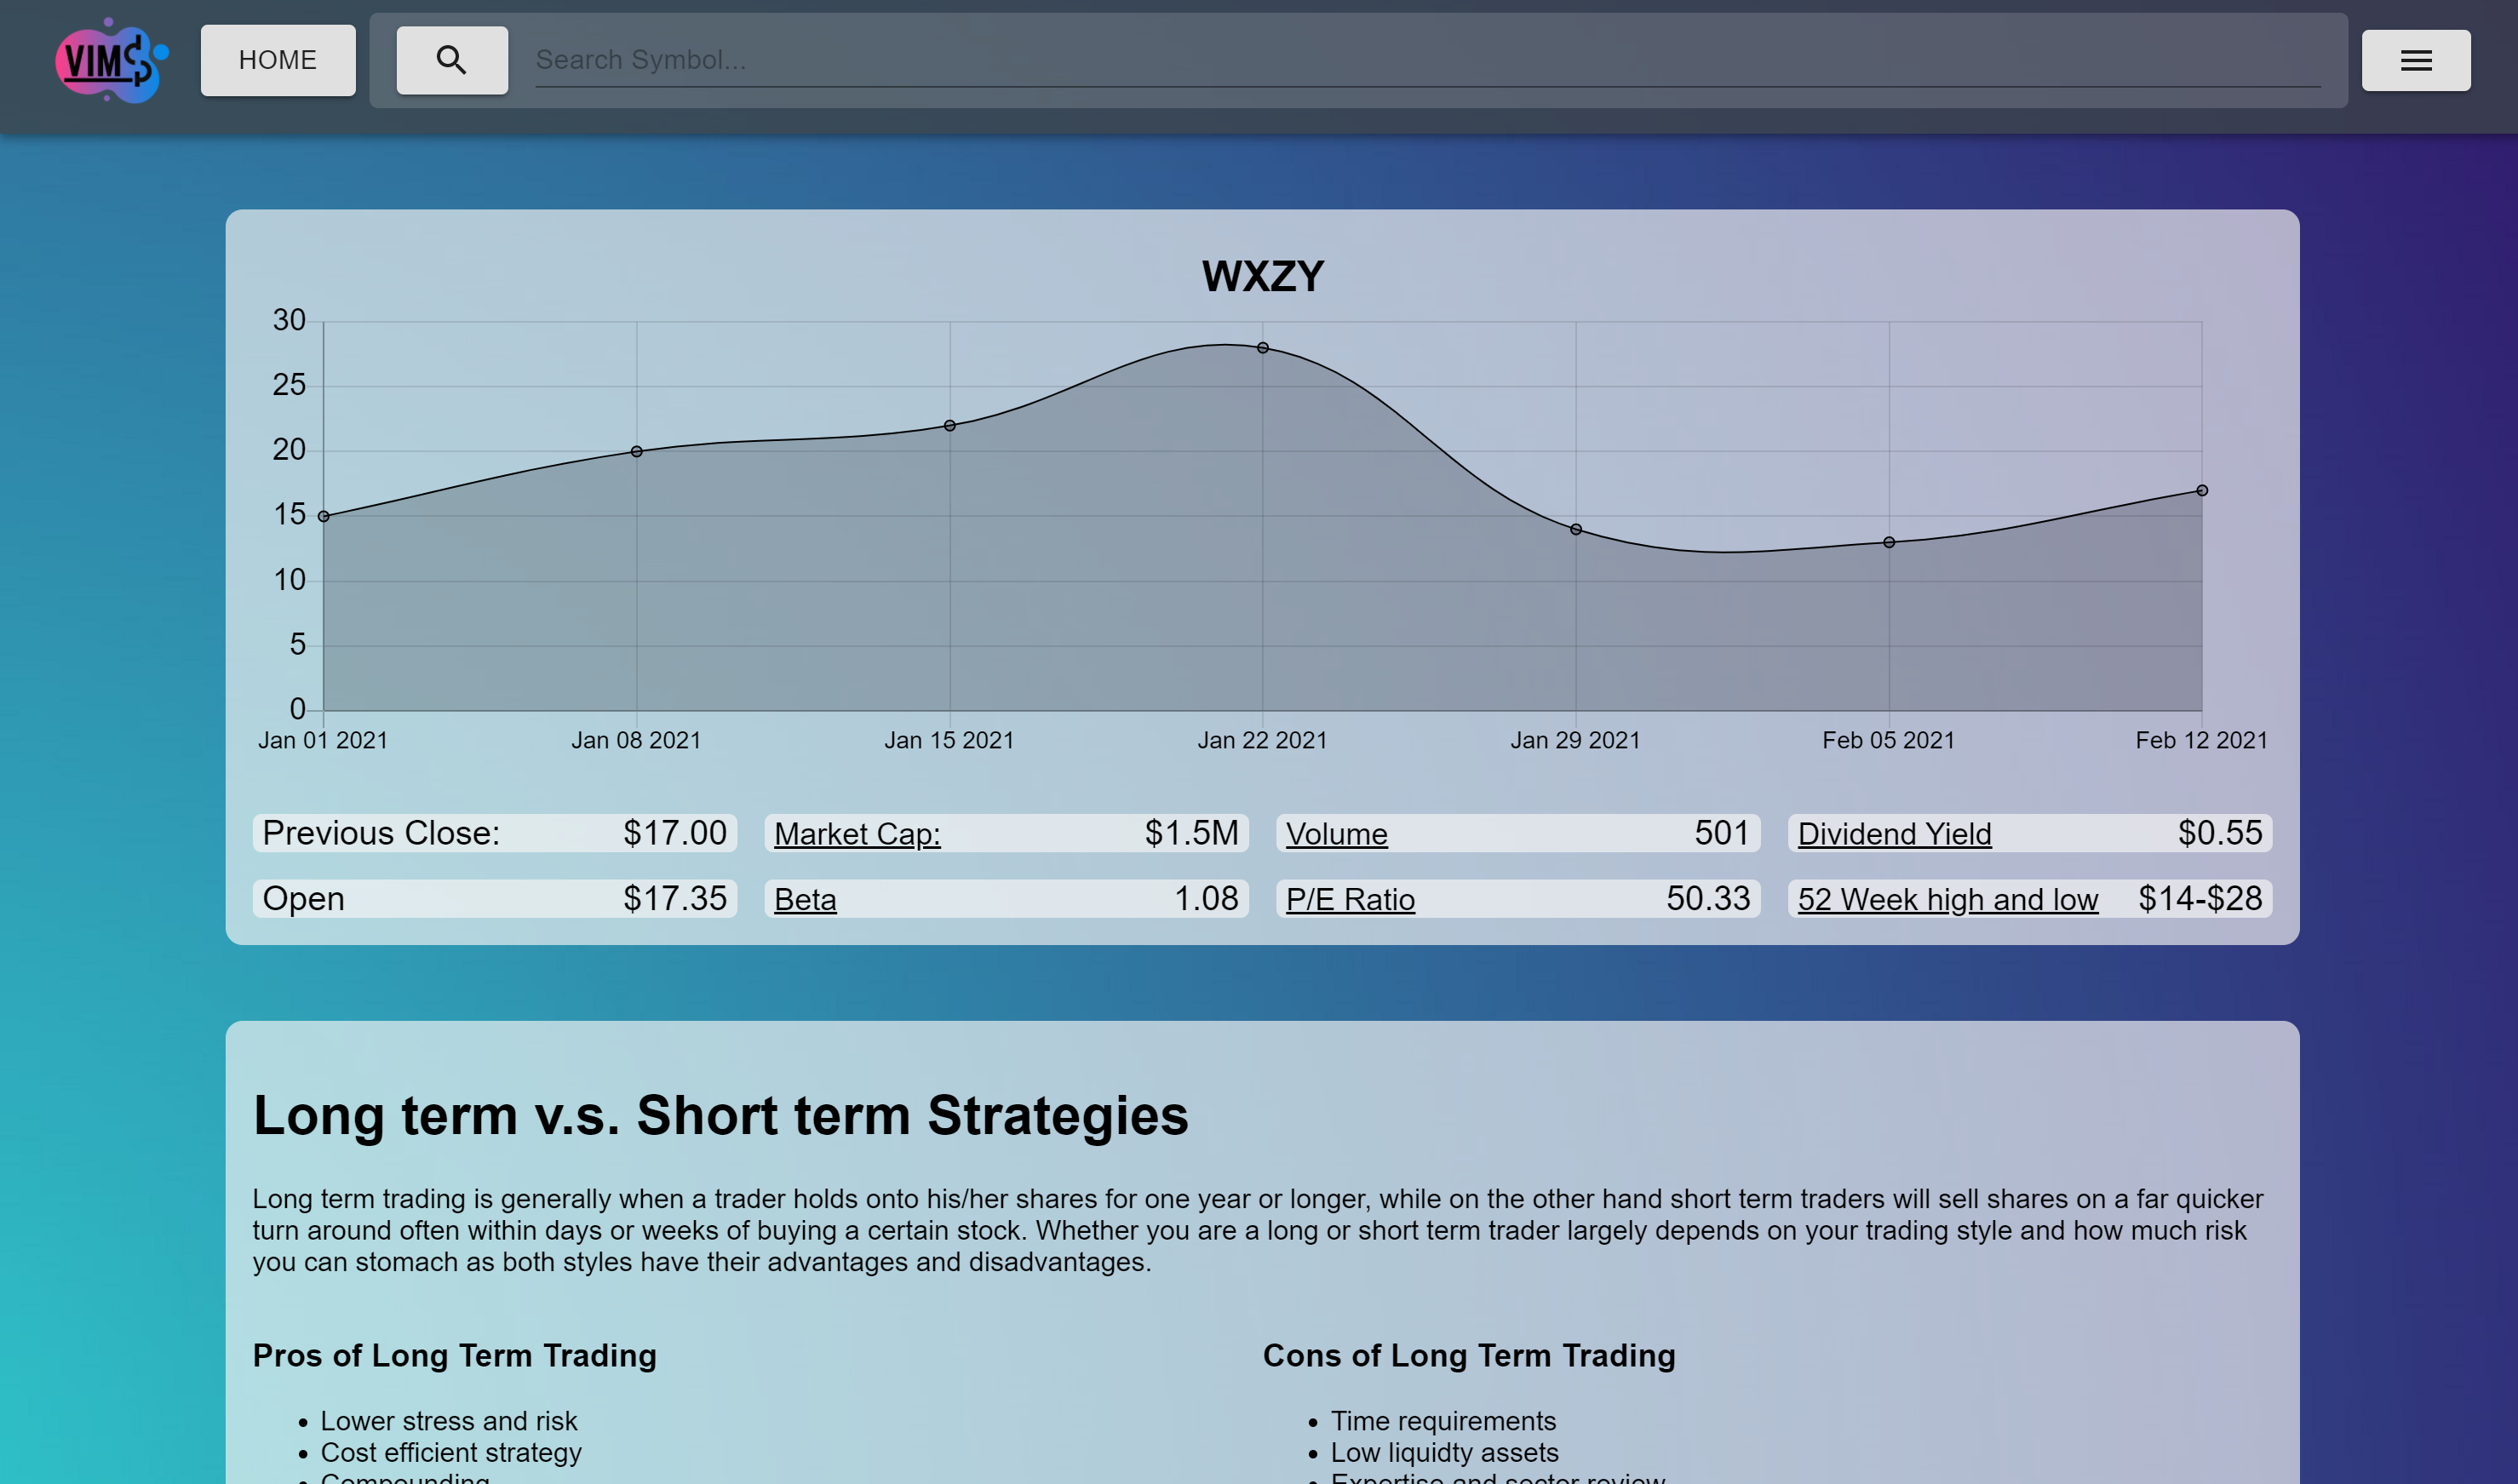 VIM$
HOME
Search Symbol...
WXZY
30
25
20
15
10
5
0
Jan 01 2021 Jan 08 2021 Jan 15 2021 Jan 22 2021 Jan 29 2021 Feb 05 2021 Feb 12 2021
Previous Close: $17.00 Market Cap: $1.5M Volume 501 Dividend Yield $0.55
Open $17.35 Beta 1.08 P/E Ratio 50.33 52 Week high and low $14-$28
Long term v.s. Short term Strategies
Long term trading is generally when a trader holds onto his/her shares for one year or longer, while on the other hand short term traders will sell shares on a far quicker
turn around often within days or weeks of buying a certain stock. Whether you are a long or short term trader largely depends on your trading style and how much risk
you can stomach as both styles have their advantages and disadvantages.
Pros of Long Term Trading
Lower stress and risk
Cost efficient strategy
Compounding
Cons of Long Term Trading
Time requirements
Low liquidty assets
Expertise and sector review